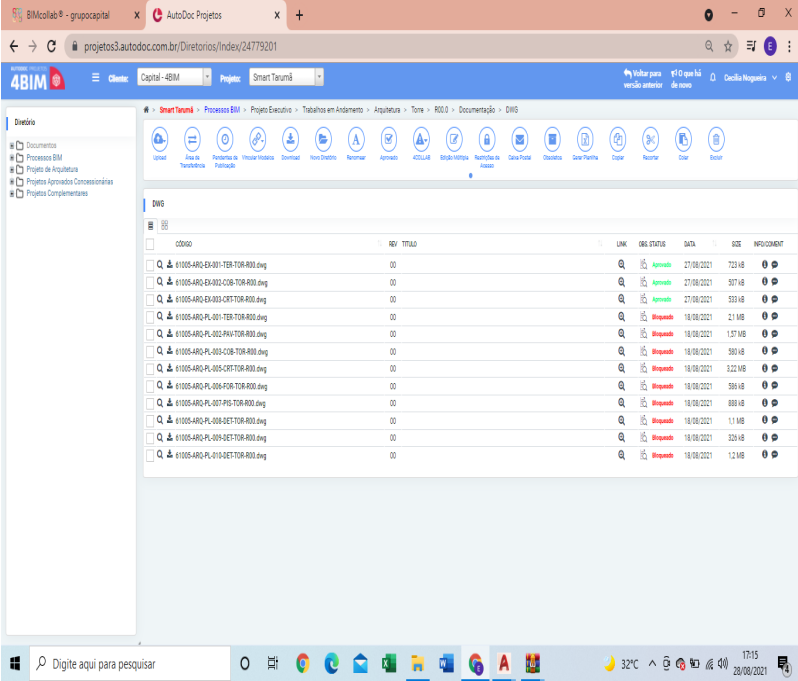 BIMcollab® - grupocapital X AutoDoc Projetos X +
projetos3.autodoc.com.br/Diretorios/Index/24779201 E
AUTODOC PROJETOS
4BIM Cliente: Capital - 4BIM Projeto: Smart Tarumã Voltar para versão anterior O que há de novo Cecilia Nogueira
Smart Tarumã > Processos BIM > Projeto Executivo > Trabalhos em Andamento > Arquitetura > Torre > R00.0 > Documentação > DWG
Diretório
Documentos
Processos BIM
Projeto de Arquitetura
Projetos Aprovados Concessionárias
Projetos Complementares
Upload Área de Transferência Pendentes de Publicação Vincular Modelos Download Novo Diretório Renomear Aprovado 4COLLAB Edição Múltipla Restrições de Acesso Caixa Postal Obsoletos Gerar Planilha Copiar Recortar Colar Excluir
DWG
CÓDIGO REV TITULO LINK OBS. STATUS DATA SIZE INFO/COMENT
61005-ARQ-EX-001-TER-TOR-R00.dwg 00 Aprovado 27/08/2021 723 kB
61005-ARQ-EX-002-COB-TOR-R00.dwg 00 Aprovado 27/08/2021 507 kB
61005-ARQ-EX-003-CRT-TOR-R00.dwg 00 Aprovado 27/08/2021 533 kB
61005-ARQ-PL-001-TER-TOR-R00.dwg 00 Bloqueado 18/08/2021 2,1 MB
61005-ARQ-PL-002-PAV-TOR-R00.dwg 00 Bloqueado 18/08/2021 1,57 MB
61005-ARQ-PL-003-COB-TOR-R00.dwg 00 Bloqueado 18/08/2021 580 kB
61005-ARQ-PL-005-CRT-TOR-R00.dwg 00 Bloqueado 18/08/2021 3,22 MB
61005-ARQ-PL-006-FOR-TOR-R00.dwg 00 Bloqueado 18/08/2021 586 kB
61005-ARQ-PL-007-PIS-TOR-R00.dwg 00 Bloqueado 18/08/2021 888 kB
61005-ARQ-PL-008-DET-TOR-R00.dwg 00 Bloqueado 18/08/2021 1,1 MB
61005-ARQ-PL-009-DET-TOR-R00.dwg 00 Bloqueado 18/08/2021 326 kB
61005-ARQ-PL-010-DET-TOR-R00.dwg 00 Bloqueado 18/08/2021 1,2 MB
Digite aqui para pesquisar 32°C 17:15
28/08/2021 4